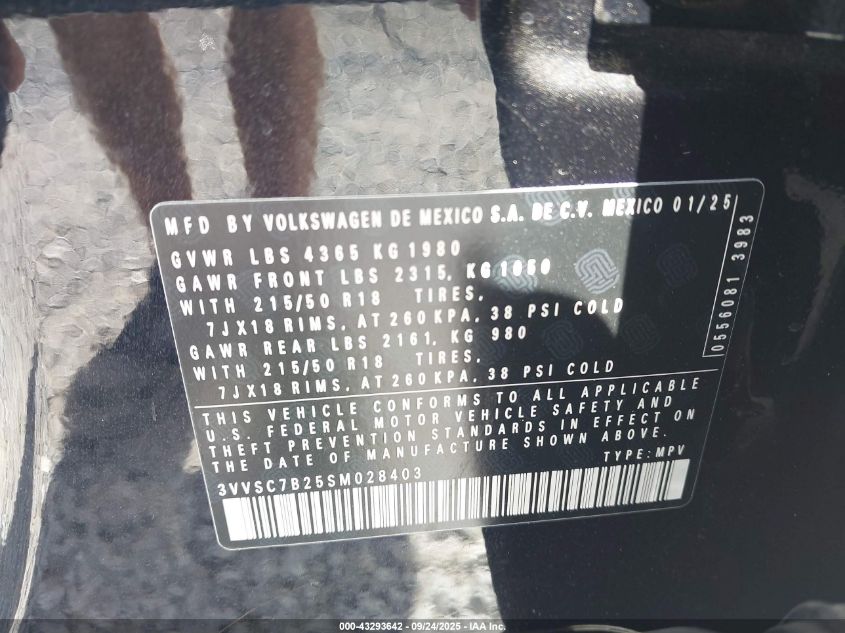 MFD BY VOLKSWAGEN DE MEXICO S.A. DE C.V. MEXICO 01/25
GVWR LBS 4365 KG 1980
GAWR FRONT LBS 2315, KG 1050
WITH 215/50 R18 TIRES,
7JX18 RIMS, AT 260 KPA, 38 PSI COLD
GAWR REAR LBS 2161, KG 980
WITH 215/50 R18 TIRES,
7JX18 RIMS, AT 260 KPA, 38 PSI COLD
0556081 3983
THIS VEHICLE CONFORMS TO ALL APPLICABLE
U.S. FEDERAL MOTOR VEHICLE SAFETY AND
THEFT PREVENTION STANDARDS IN EFFECT ON
THE DATE OF MANUFACTURE SHOWN ABOVE.
TYPE: MPV
3VVSC7B25SM028403
000-43293642 - 09/24/2025 - IAA Inc.